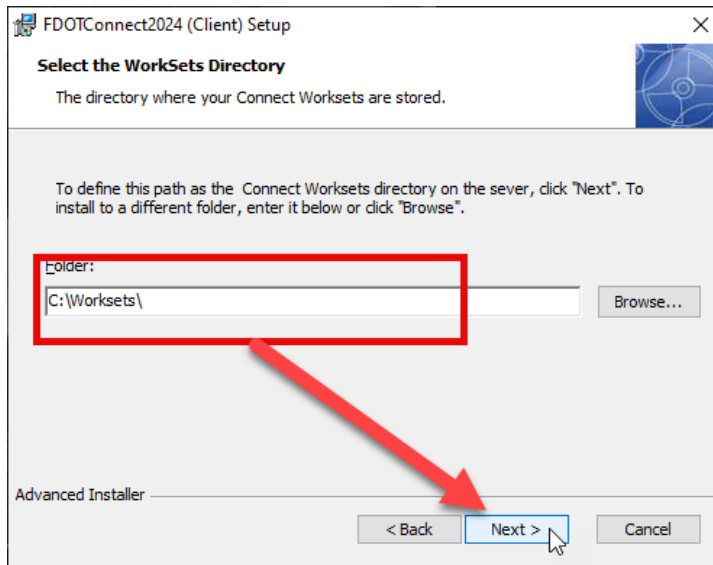 FDOTConnect2024 (Client) Setup
Select the WorkSets Directory
The directory where your Connect Worksets are stored.
To define this path as the Connect Worksets directory on the sever, click "Next". To
install to a different folder, enter it below or click "Browse".
Folder:
C:\Worksets\
Browse...
Advanced Installer
< Back
Next >
Cancel